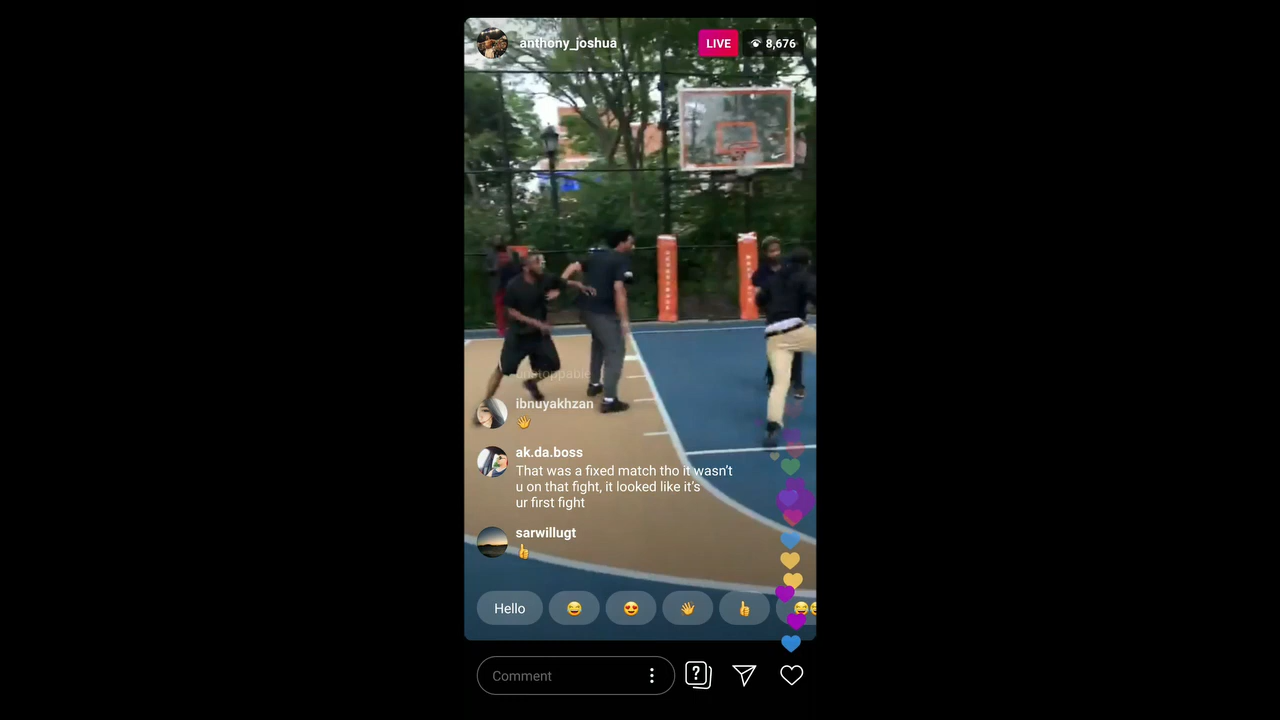 anthony_joshua
LIVE
8,676
unstoppable
ibnuyakhzan
👋
ak.da.boss
That was a fixed match tho it wasn't
u on that fight, it looked like it's
ur first fight
sarwillugt
👍
Hello 😂 😍 👋 👍
Comment